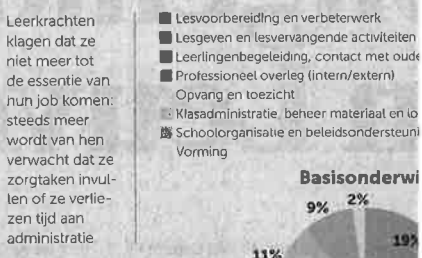 Leerkrachten
klagen dat ze
niet meer tot
de essentie van
hun job komen:
steeds meer
wordt van hen
verwacht dat ze
zorgtaken invul-
len of ze verlie-
zen tijd aan
administratie
Lesvoorbereiding en verbeterwerk
Lesgeven en lesvervangende activiteiten
Leerlingenbegeleiding, contact met oude
Professioneel overleg (intern/extern)
Opvang en toezicht
Klasadministratie, beheer materiaal en lo
Schoolorganisatie en beleidsondersteuni
Vorming
Basisonderwi
9% 2%
19%
11%